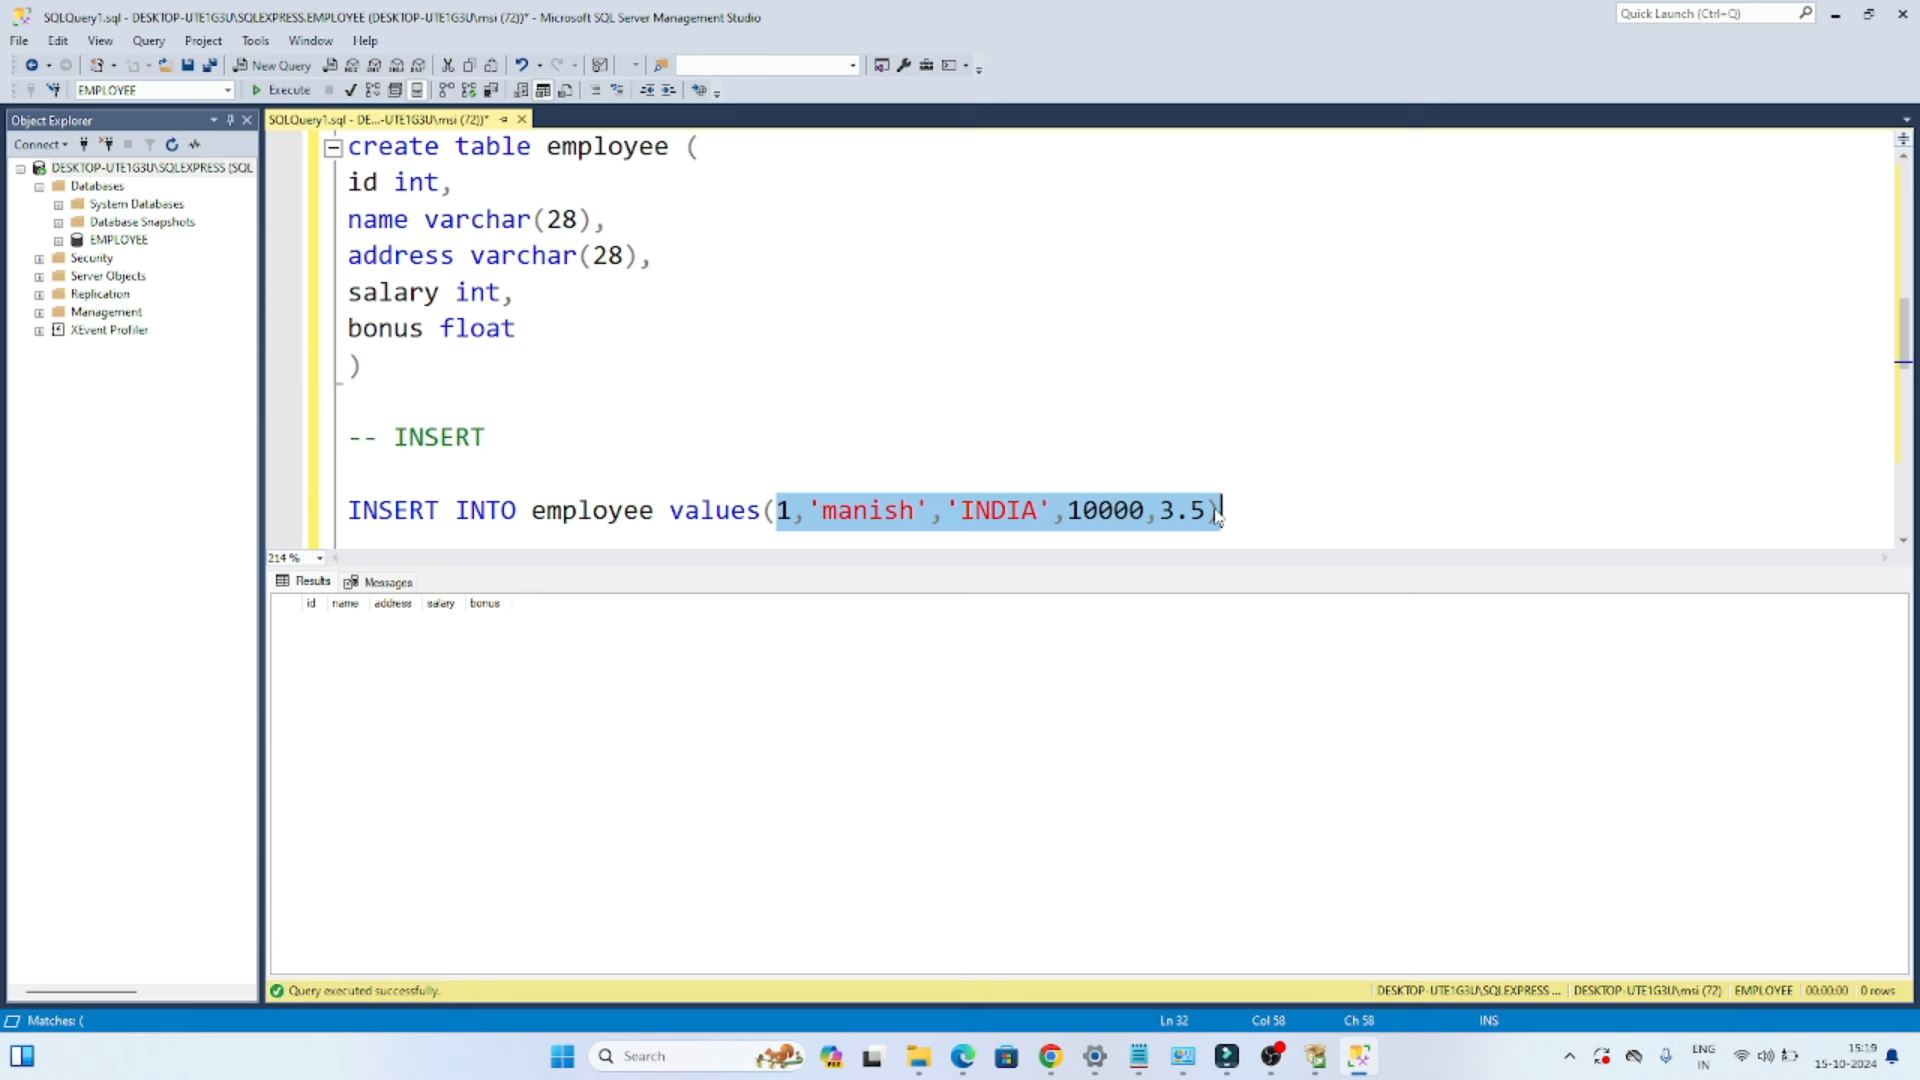 SQLQuery1.sql - DESKTOP-UTE1G3U\SQLEXPRESS.EMPLOYEE (DESKTOP-UTE1G3U\msi (72))* - Microsoft SQL Server Management Studio
Quick Launch (Ctrl+Q)
File Edit View Query Project Tools Window Help
New Query
EMPLOYEE
Execute
Object Explorer
SQLQuery1.sql - DE...-UTE1G3U\msi (72))*
Connect
DESKTOP-UTE1G3U\SQLEXPRESS (SQL
Databases
System Databases
Database Snapshots
EMPLOYEE
Security
Server Objects
Replication
Management
XEvent Profiler
create table employee (
id int,
name varchar(28),
address varchar(28),
salary int,
bonus float
)
-- INSERT
INSERT INTO employee values(1,'manish','INDIA',10000,3.5)
214 %
Results Messages
id name address salary bonus
Query executed successfully.
DESKTOP-UTE1G3U\SQLEXPRESS ... DESKTOP-UTE1G3U\msi (72) EMPLOYEE 00:00:00 0 rows
Matches: (
Ln 32 Col 58 Ch 58 INS
Search
ENG
IN
15:19
15-10-2024